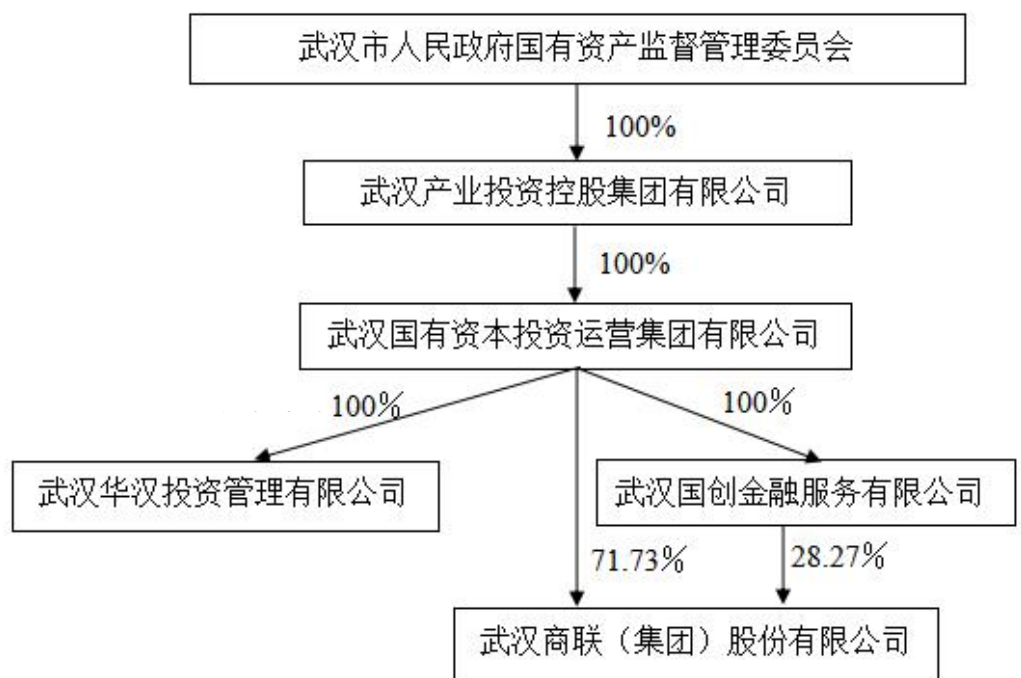 武汉市人民政府国有资产监督管理委员会
100%
武汉产业投资控股集团有限公司
100%
武汉国有资本投资运营集团有限公司
100%
100%
武汉华汉投资管理有限公司
武汉国创金融服务有限公司
71.73%
28.27%
武汉商联（集团）股份有限公司